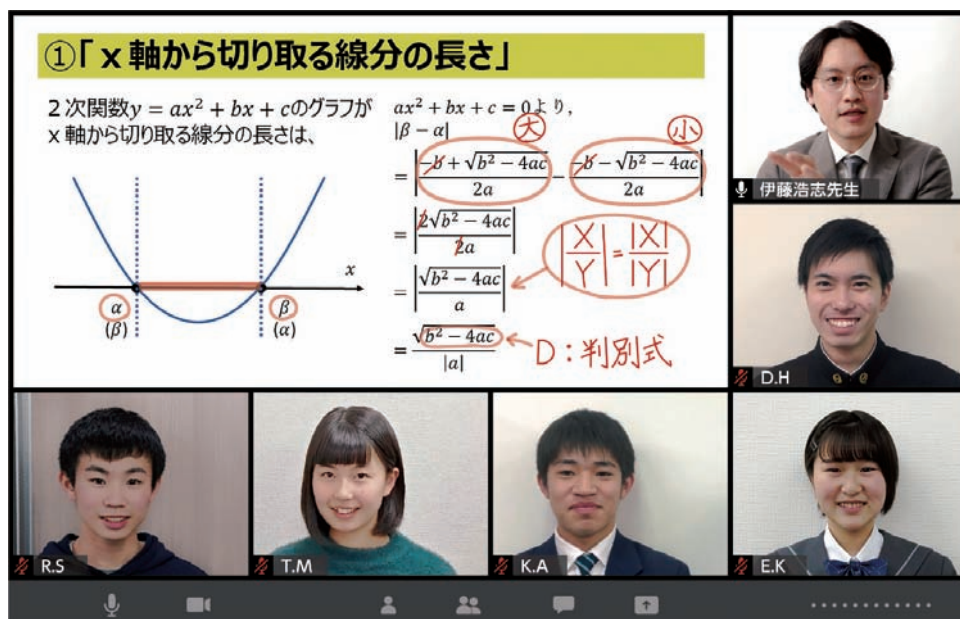 ①「x軸から切り取る線分の長さ」
2次関数y = ax² + bx + cのグラフが
x軸から切り取る線分の長さは、
x
α
(β)
β
(α)
ax² + bx + c = 0より,
|β − α|
大 小
= |(-b + √(b² − 4ac))/2a − (-b − √(b² − 4ac))/2a|
= |2√(b² − 4ac)/2a|
= |√(b² − 4ac)/a|
|X/Y| = |X|/|Y|
= √(b² − 4ac)/|a|
D:判別式
伊藤浩志先生
D.H
R.S
T.M
K.A
E.K